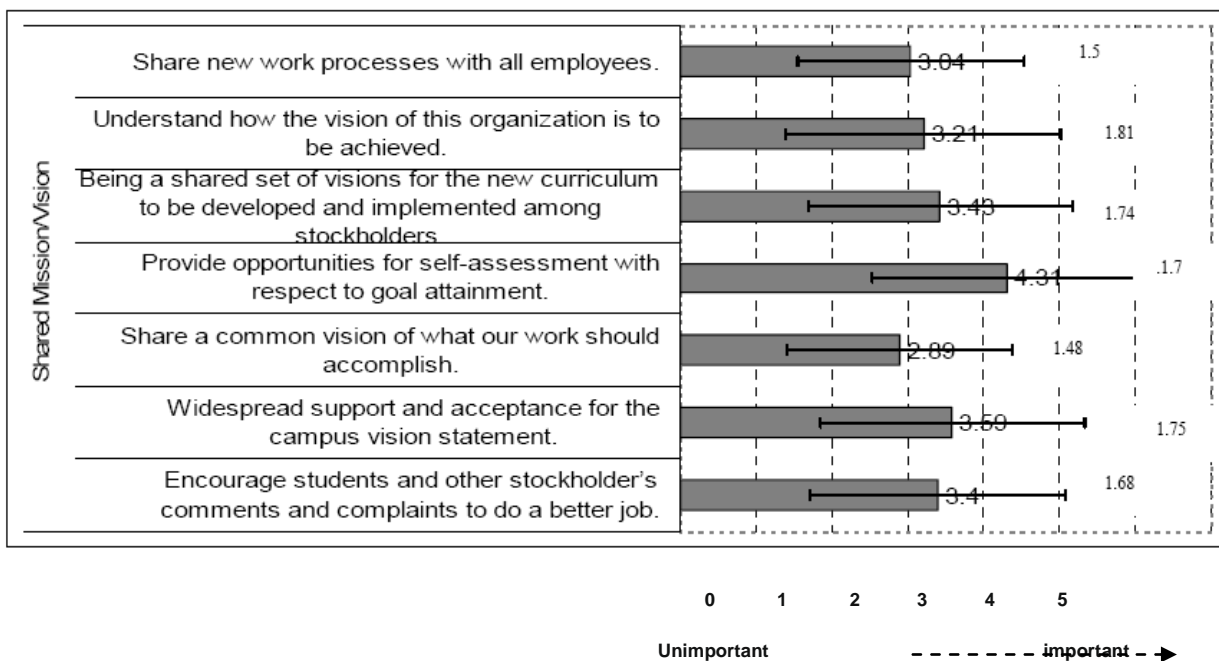 Shared Mission/Vision
Share new work processes with all employees.
3.04
1.5
Understand how the vision of this organization is to
be achieved.
3.21
1.81
Being a shared set of visions for the new curriculum
to be developed and implemented among
stockholders
3.43
1.74
Provide opportunities for self-assessment with
respect to goal attainment.
4.31
.1.7
Share a common vision of what our work should
accomplish.
2.89
1.48
Widespread support and acceptance for the
campus vision statement.
3.59
1.75
Encourage students and other stockholder’s
comments and complaints to do a better job.
3.4
1.68
0 1 2 3 4 5
Unimportant important